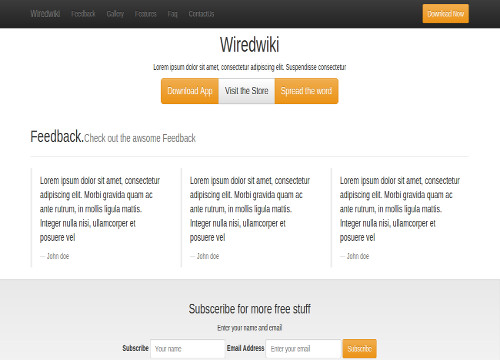 Wiredwiki Feedback Gallery Features Faq ContactUs Download Now
Wiredwiki
Lorem ipsum dolor sit amet, consectetur adipiscing elit. Suspendisse consectetur
Download App Visit the Store Spread the word
Feedback. Check out the awsome Feedback
Lorem ipsum dolor sit amet, consectetur
adipiscing elit. Morbi gravida quam ac
ante rutrum, in mollis ligula mattis.
Integer nulla nisi, ullamcorper et
posuere vel
— John doe
Lorem ipsum dolor sit amet, consectetur
adipiscing elit. Morbi gravida quam ac
ante rutrum, in mollis ligula mattis.
Integer nulla nisi, ullamcorper et
posuere vel
— John doe
Lorem ipsum dolor sit amet, consectetur
adipiscing elit. Morbi gravida quam ac
ante rutrum, in mollis ligula mattis.
Integer nulla nisi, ullamcorper et
posuere vel
— John doe
Subsceribe for more free stuff
Enter your name and email
Subscribe Your name Email Address Enter your email Subscribe